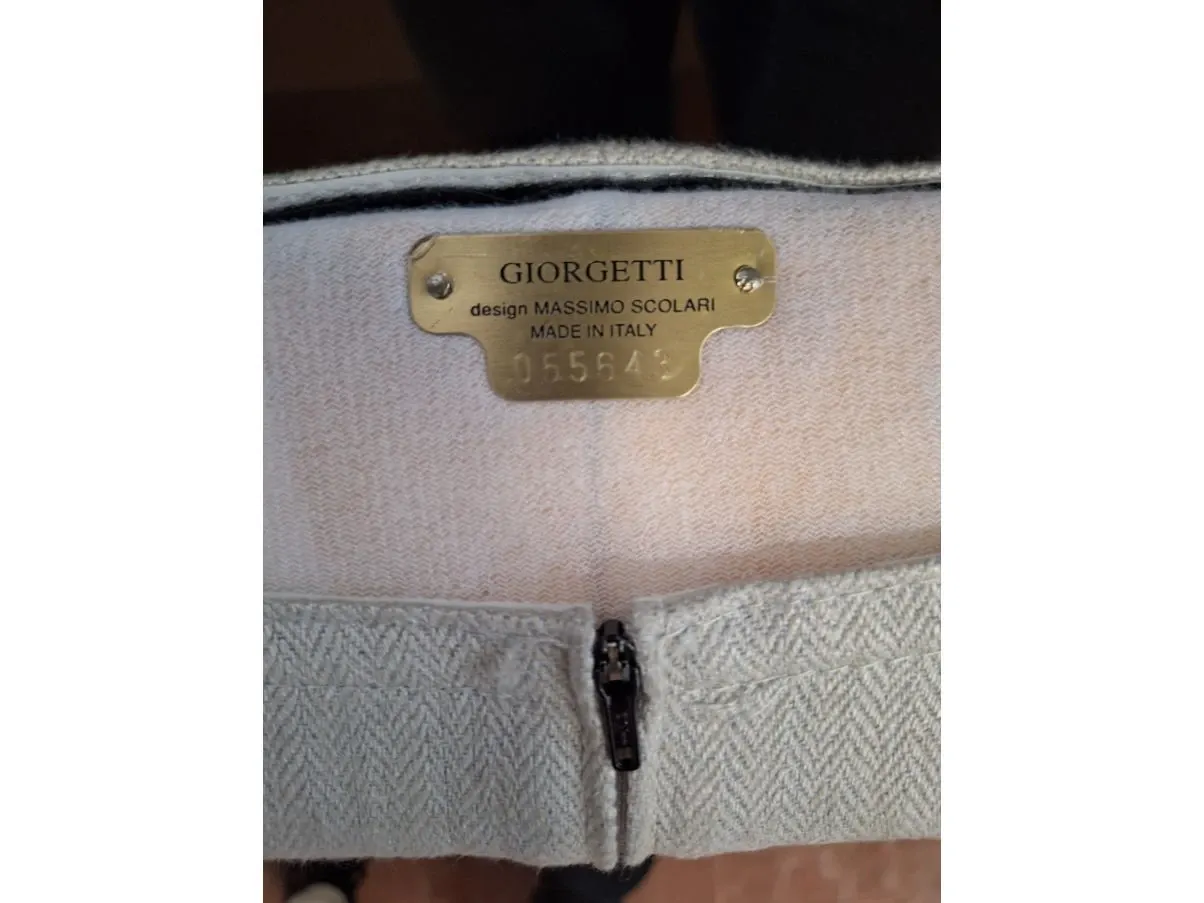 GIORGETTI
design MASSIMO SCOLARI
MADE IN ITALY
055643